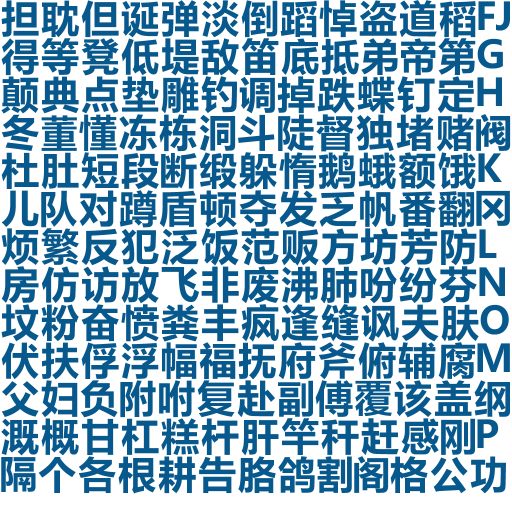 担耽但诞弹淡倒蹈悼盗道稻FJ
得等凳低堤敌笛底抵弟帝第G
颠典点垫雕钓调掉跌蝶钉定H
冬董懂冻栋洞斗陡督独堵赌阀
杜肚短段断缎躲惰鹅蛾额饿K
儿队对蹲盾顿夺发乏帆番翻冈
烦繁反犯泛饭范贩方坊芳防L
房仿访放飞非废沸肺吩纷芬N
坟粉奋愤粪丰疯逢缝讽夫肤O
伏扶俘浮幅福抚府斧俯辅腐M
父妇负附咐复赴副傅覆该盖纲
溉概甘杠糕杆肝竿秆赶感刚P
隔个各根耕告胳鸽割阁格公功